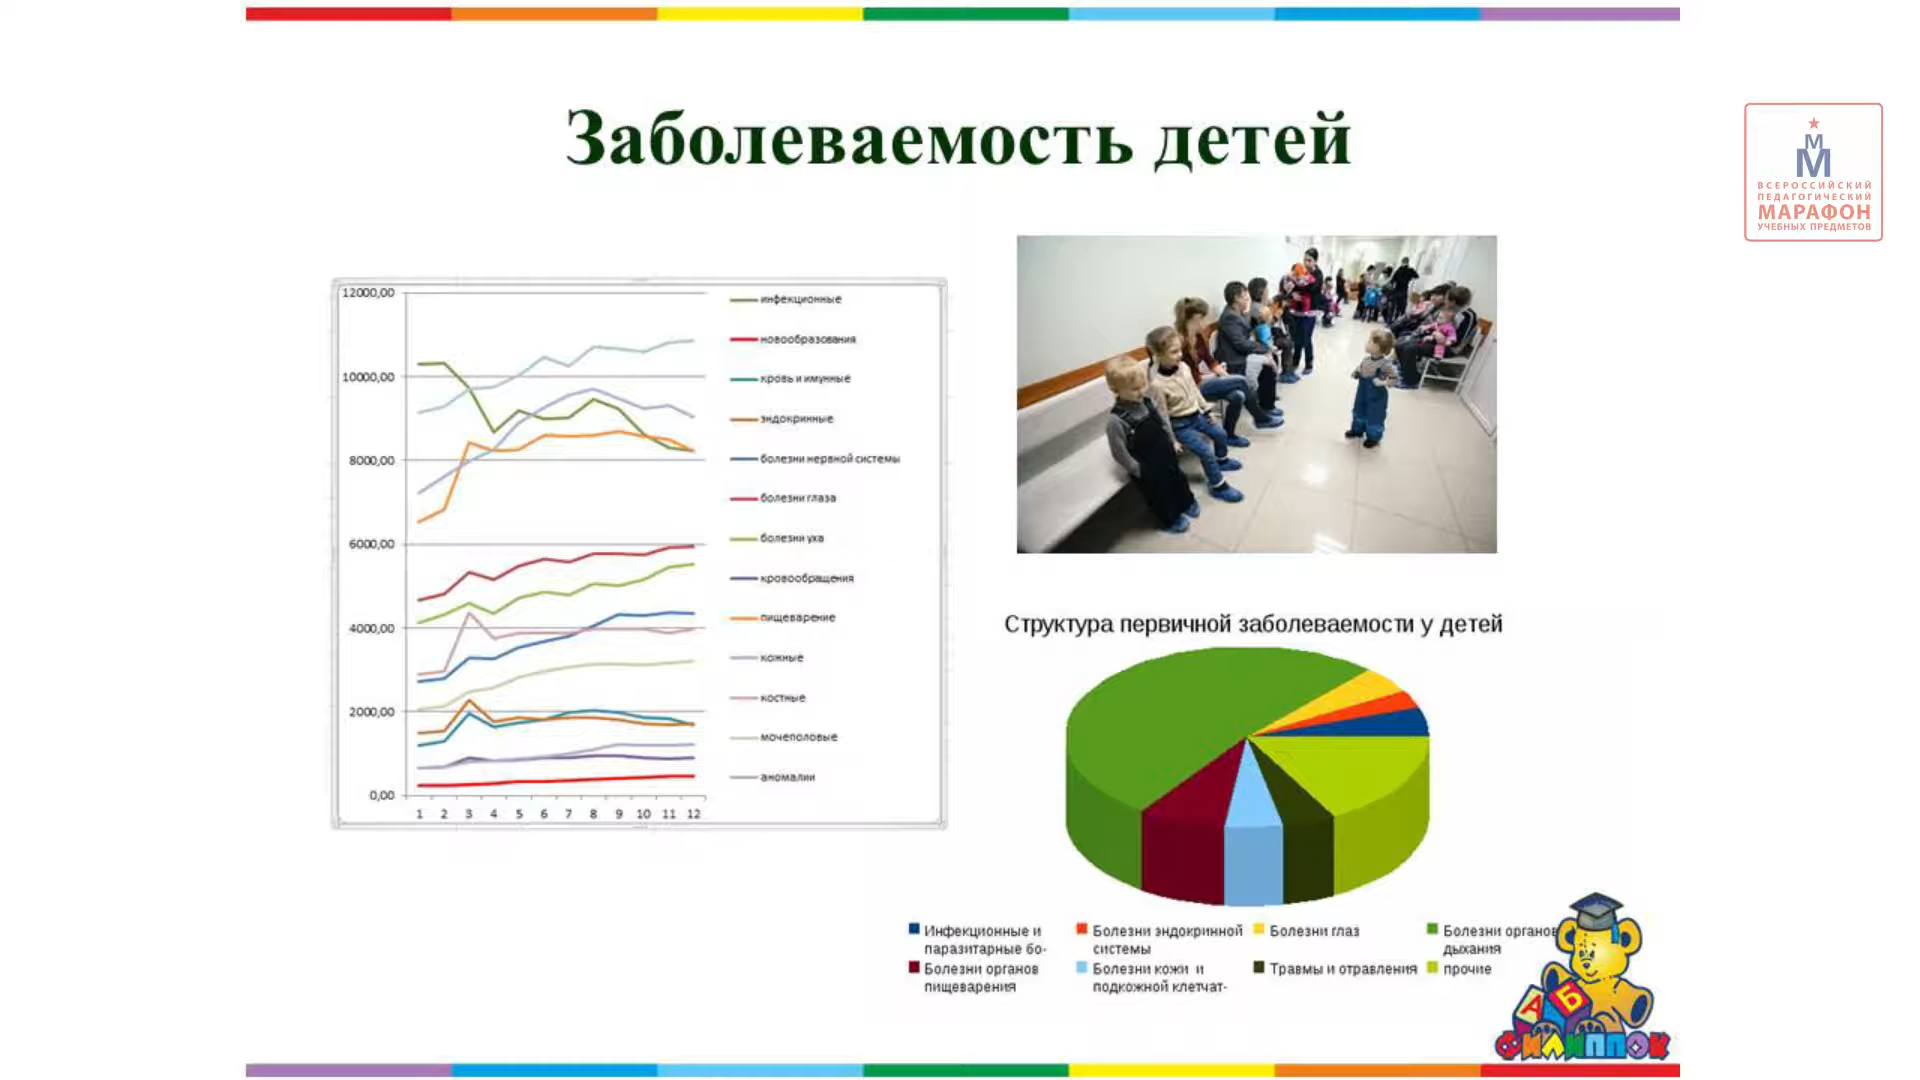 Заболеваемость детей
М
М
ВСЕРОССИЙСКИЙ
ПЕДАГОГИЧЕСКИЙ
МАРАФОН
УЧЕБНЫХ ПРЕДМЕТОВ
12000,00
10000,00
8000,00
6000,00
4000,00
2000,00
0,00
1 2 3 4 5 6 7 8 9 10 11 12
инфекционные
новообразования
кровь и имунные
эндокринные
болезни нервной системы
болезни глаза
болезни уха
кровообращения
пищеварение
кожные
костные
мочеполовые
аномалии
Структура первичной заболеваемости у детей
Инфекционные и
паразитарные бо-
Болезни эндокринной
системы
Болезни глаз
Болезни органов
дыхания
Болезни органов
пищеварения
Болезни кожи и
подкожной клетчат-
Травмы и отравления
прочие
А Б
ФИЛИППОК